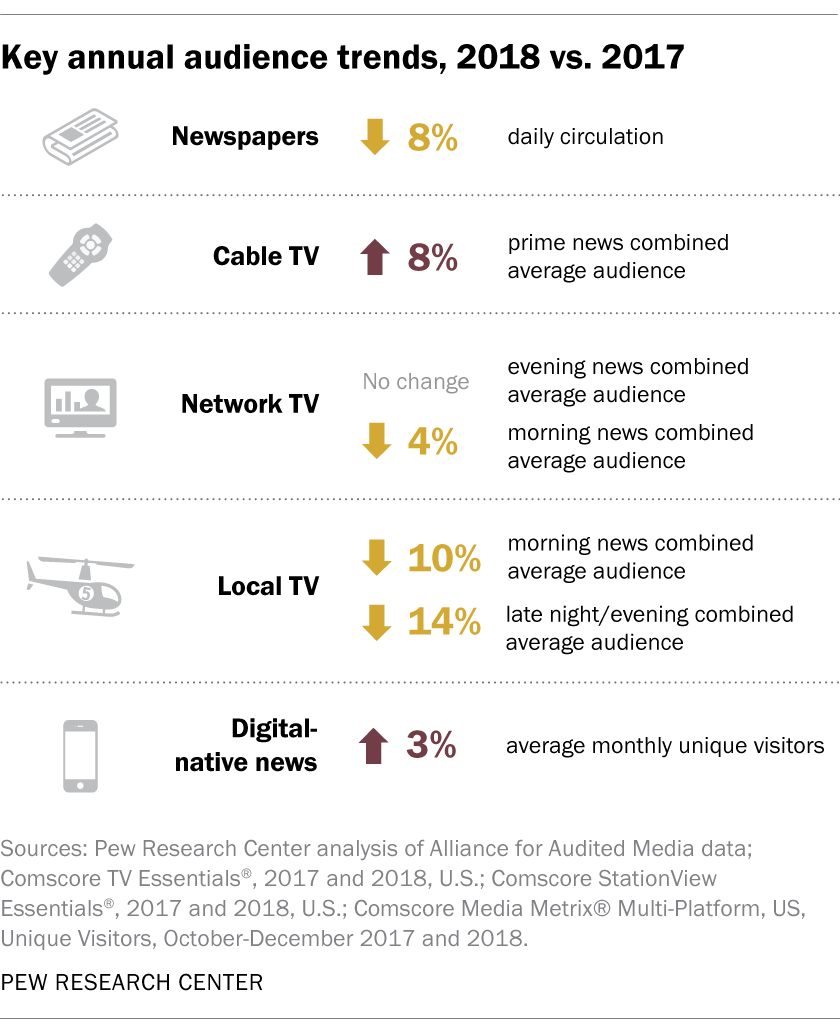 Key annual audience trends, 2018 vs. 2017
Newspapers 8% daily circulation
Cable TV 8% prime news combined
average audience
Network TV
No change evening news combined
average audience
4% morning news combined
average audience
Local TV
10% morning news combined
average audience
14% late night/evening combined
average audience
5
Digital-
native news
3% average monthly unique visitors
Sources: Pew Research Center analysis of Alliance for Audited Media data;
Comscore TV Essentials®, 2017 and 2018, U.S.; Comscore StationView
Essentials®, 2017 and 2018, U.S.; Comscore Media Metrix® Multi-Platform, US,
Unique Visitors, October-December 2017 and 2018.
PEW RESEARCH CENTER